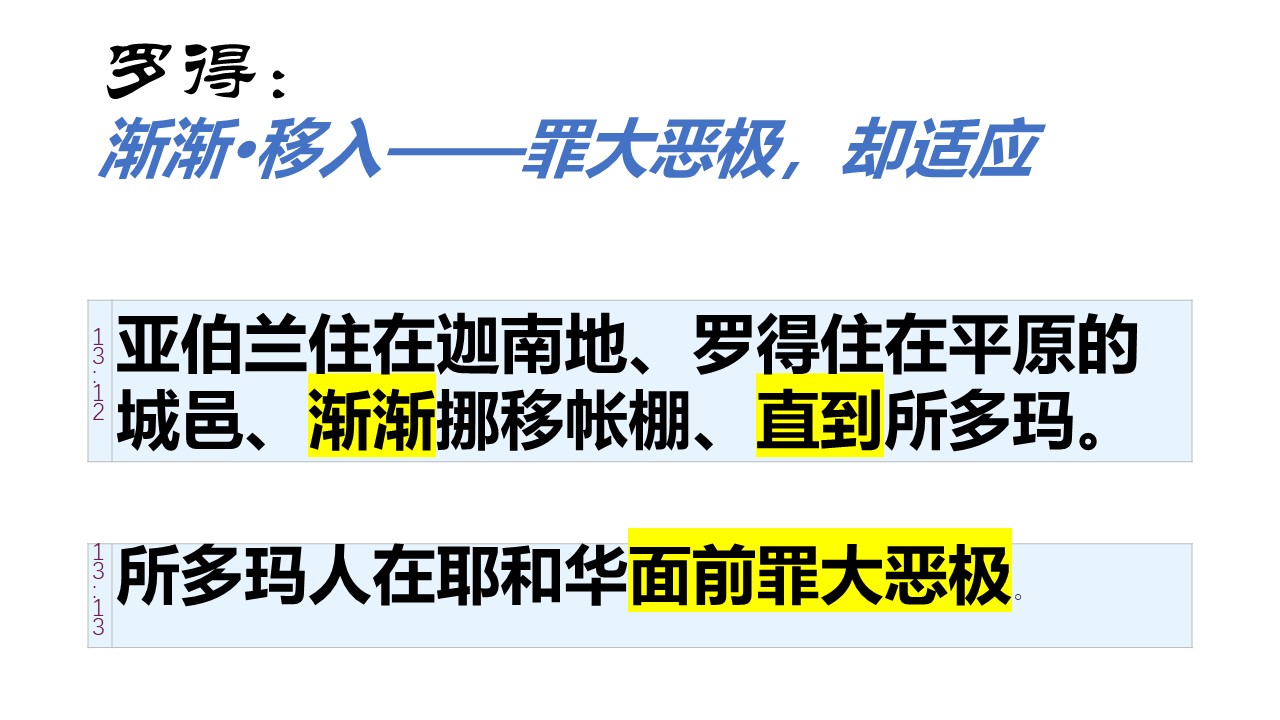 罗得：
渐渐•移入——罪大恶极，却适应
13:12
亚伯兰住在迦南地、罗得住在平原的
城邑、渐渐挪移帐棚、直到所多玛。
13:13
所多玛人在耶和华面前罪大恶极。